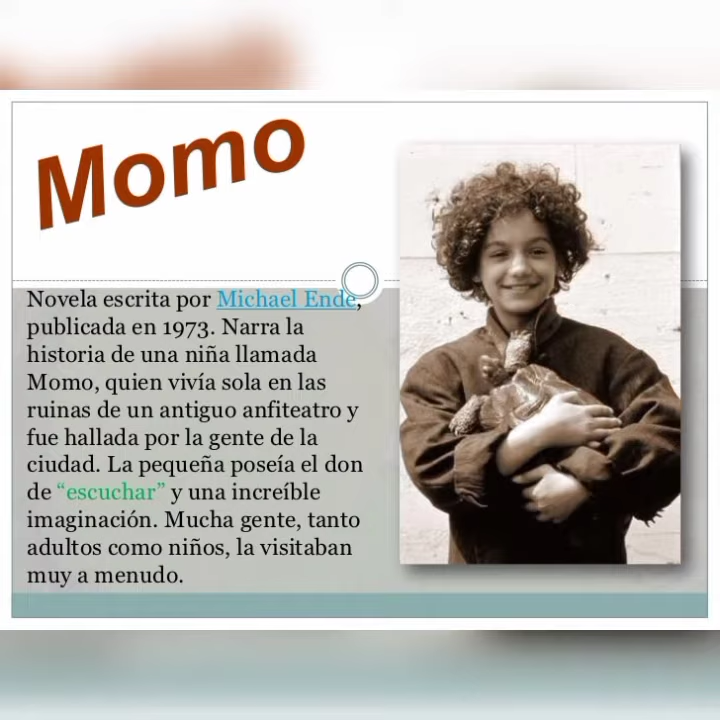 Momo
Novela escrita por Michael Ende,
publicada en 1973. Narra la
historia de una niña llamada
Momo, quien vivía sola en las
ruinas de un antiguo anfiteatro y
fue hallada por la gente de la
ciudad. La pequeña poseía el don
de “escuchar” y una increíble
imaginación. Mucha gente, tanto
adultos como niños, la visitaban
muy a menudo.